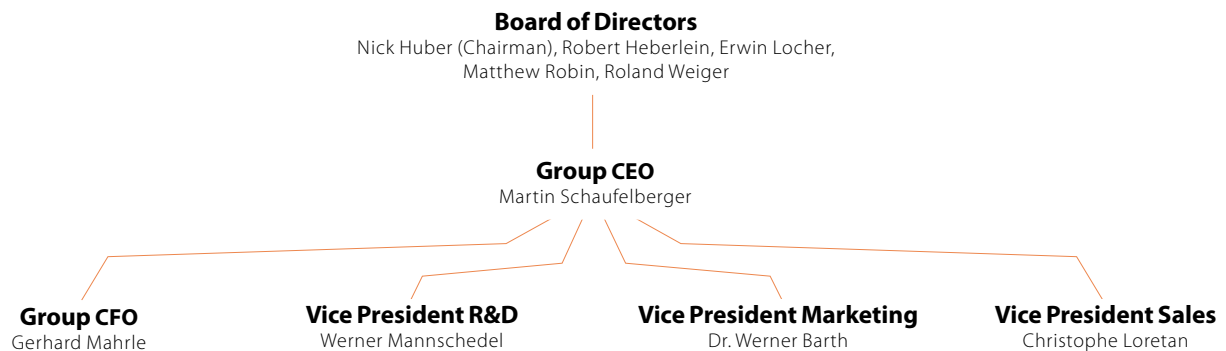 Board of Directors
Nick Huber (Chairman), Robert Heberlein, Erwin Locher,
Matthew Robin, Roland Weiger
Group CEO
Martin Schaufelberger
Group CFO
Gerhard Mahrle
Vice President R&D
Werner Mannschedel
Vice President Marketing
Dr. Werner Barth
Vice President Sales
Christophe Loretan